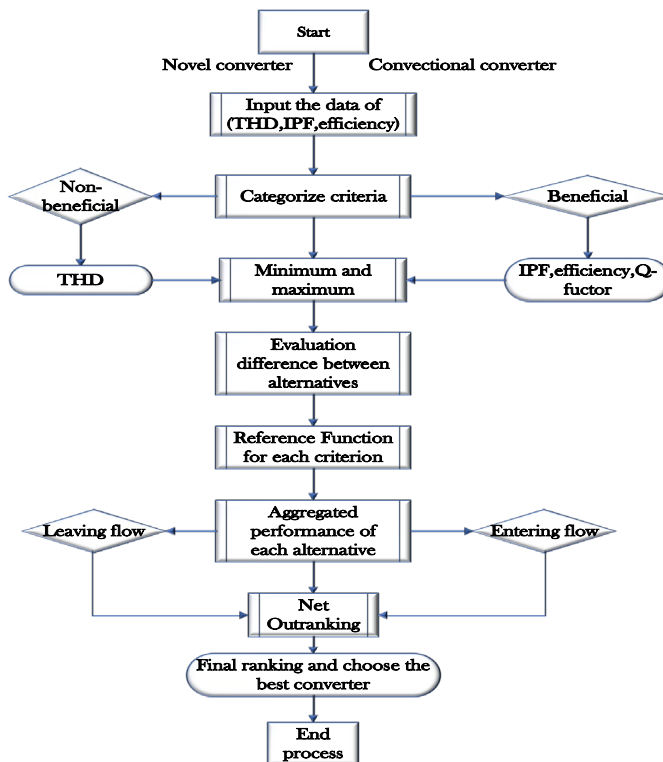 Start
Novel converter
Convectional converter
Input the data of
(THD,IPF,efficiency)
Non-
beneficial
Categorize criteria
Beneficial
THD
Minimum and
maximum
IPF,efficiency,Q-
fuctor
Evaluation
difference between
alternatives
Reference Function
for each criterion
Leaving flow
Aggregated
performance of
each alternative
Entering flow
Net
Outranking
Final ranking and choose the
best converter
End
process